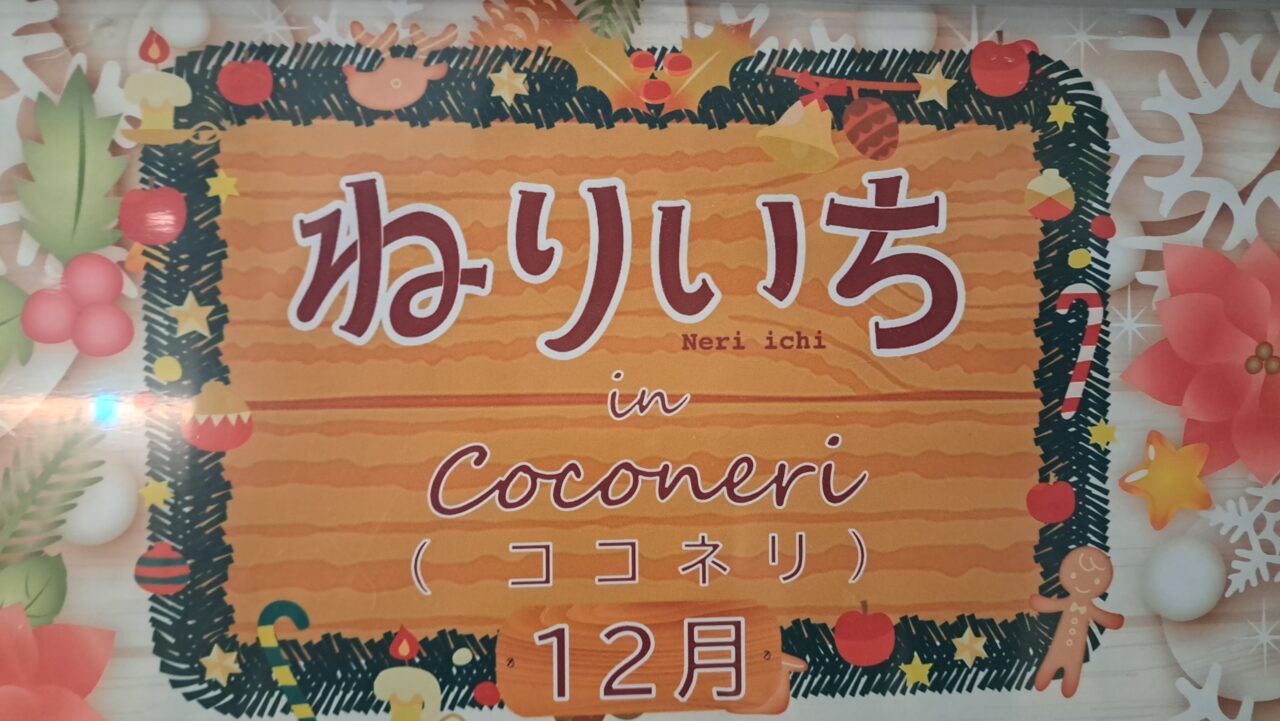 ねりいち
Neri ichi
in
Coconeri
(ココネリ)
12月